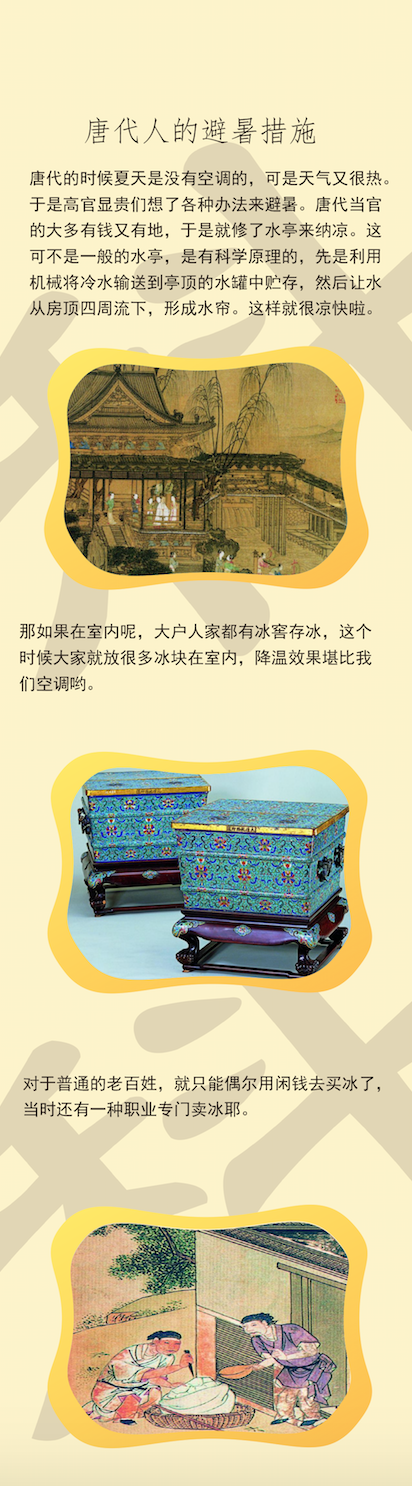 唐代人的避暑措施
唐代的时候夏天是没有空调的，可是天气又很热。
于是高官显贵们想了各种办法来避暑。唐代当官
的大多有钱又有地，于是就修了水亭来纳凉。这
可不是一般的水亭，是有科学原理的，先是利用
机械将冷水输送到亭顶的水罐中贮存，然后让水
从房顶四周流下，形成水帘。这样就很凉快啦。
那如果在室内呢，大户人家都有冰窖存冰，这个
时候大家就放很多冰块在室内，降温效果堪比我
们空调哟。
对于普通的老百姓，就只能偶尔用闲钱去买冰了，
当时还有一种职业专门卖冰耶。